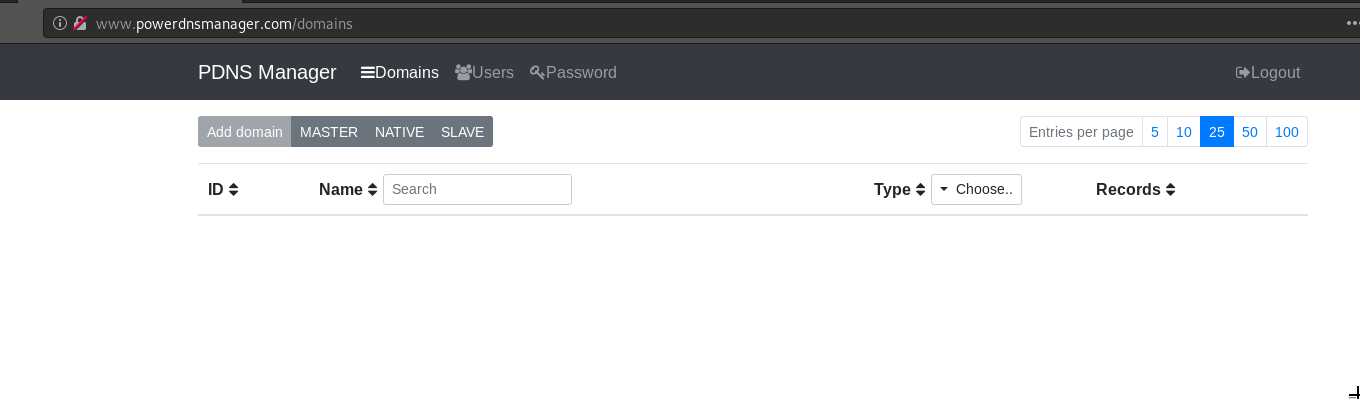 www.powerdnsmanager.com/domains
PDNS Manager Domains Users Password Logout
Add domain MASTER NATIVE SLAVE Entries per page 5 10 25 50 100
ID Name Search Type Choose.. Records